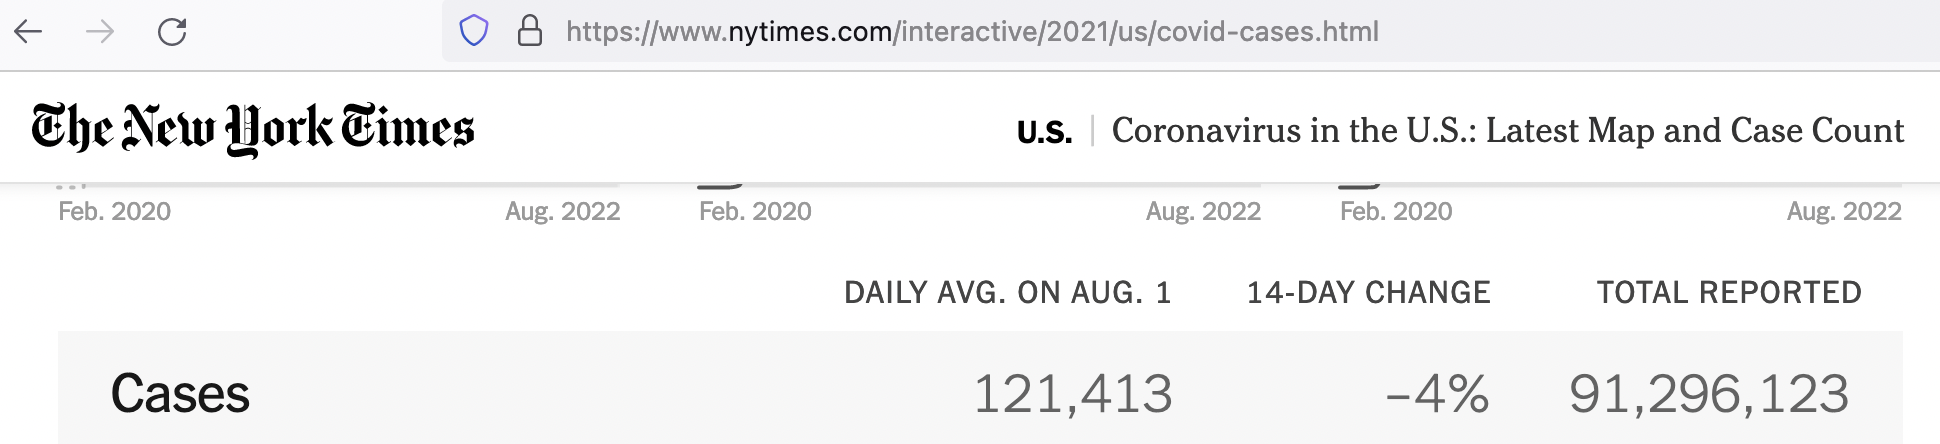 https://www.nytimes.com/interactive/2021/us/covid-cases.html
The New York Times
U.S. | Coronavirus in the U.S.: Latest Map and Case Count
Feb. 2020 Aug. 2022 Feb. 2020 Aug. 2022 Feb. 2020 Aug. 2022
DAILY AVG. ON AUG. 1 14-DAY CHANGE TOTAL REPORTED
Cases 121,413 –4% 91,296,123